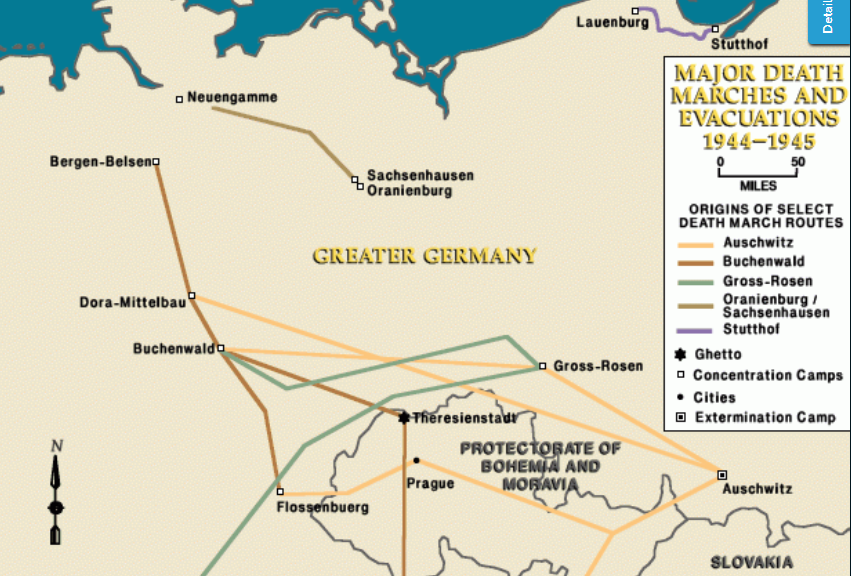 Detail
Lauenburg
Stutthof
MAJOR DEATH
MARCHES AND
EVACUATIONS
1944–1945
0 50
MILES
ORIGINS OF SELECT
DEATH MARCH ROUTES
Auschwitz
Buchenwald
Gross-Rosen
Oranienburg /
Sachsenhausen
Stutthof
Ghetto
Concentration Camps
Cities
Extermination Camp
Neuengamme
Bergen-Belsen
Sachsenhausen
Oranienburg
GREATER GERMANY
Dora-Mittelbau
Buchenwald
Gross-Rosen
Theresienstadt
PROTECTORATE OF
BOHEMIA AND
MORAVIA
N
Prague
Auschwitz
Flossenbuerg
SLOVAKIA